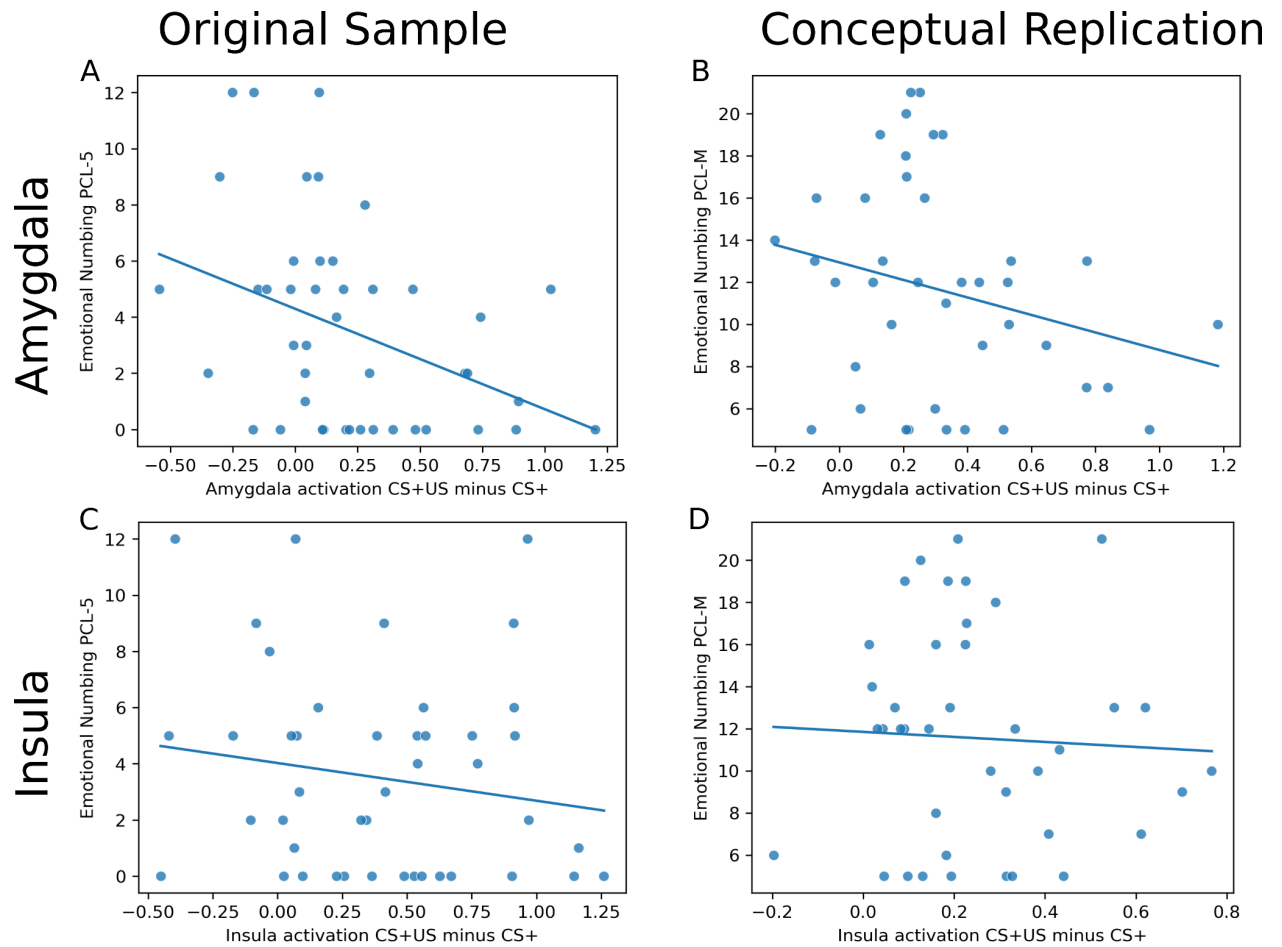 Original Sample
Conceptual Replication
Amygdala
Insula
A
Emotional Numbing PCL-5
12
10
8
6
4
2
0
−0.50 −0.25 0.00 0.25 0.50 0.75 1.00 1.25
Amygdala activation CS+US minus CS+
B
Emotional Numbing PCL-M
20
18
16
14
12
10
8
6
−0.2 0.0 0.2 0.4 0.6 0.8 1.0 1.2
Amygdala activation CS+US minus CS+
C
Emotional Numbing PCL-5
12
10
8
6
4
2
0
−0.50 −0.25 0.00 0.25 0.50 0.75 1.00 1.25
Insula activation CS+US minus CS+
D
Emotional Numbing PCL-M
20
18
16
14
12
10
8
6
−0.2 0.0 0.2 0.4 0.6 0.8
Insula activation CS+US minus CS+